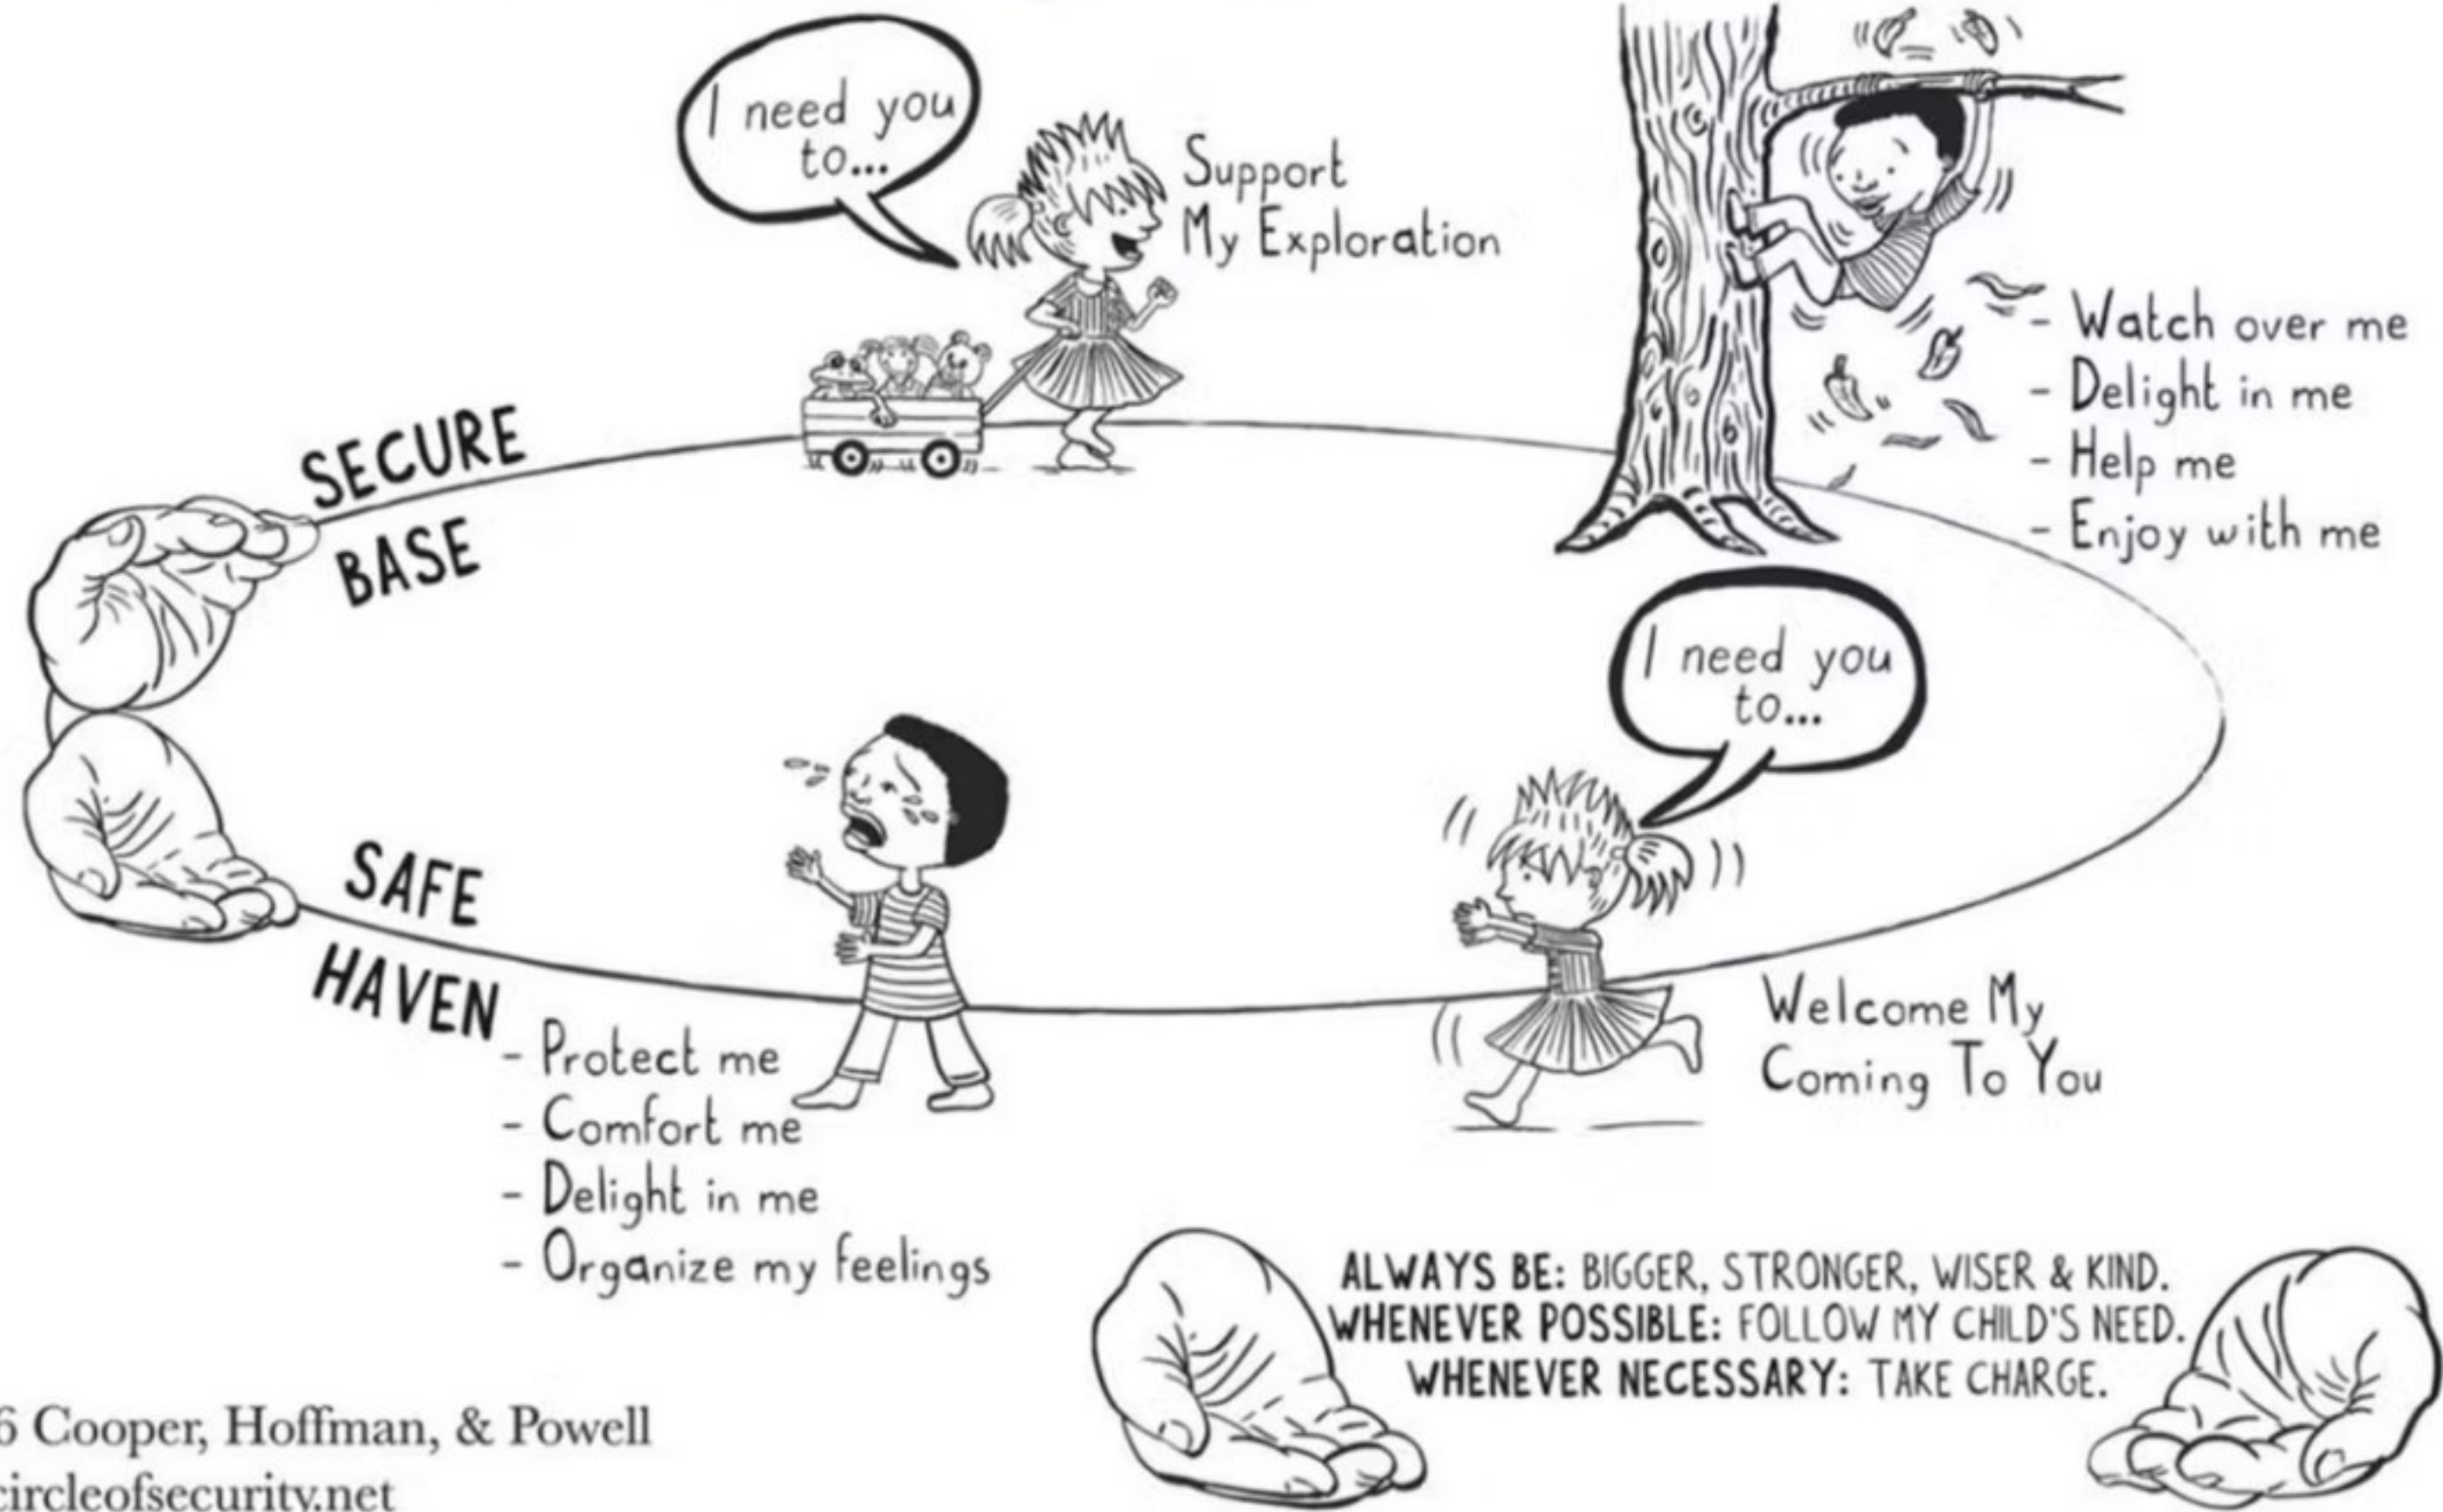 I need you
to...
Support
My Exploration
- Watch over me
- Delight in me
- Help me
- Enjoy with me
SECURE
BASE
I need you
to...
Welcome My
Coming To You
SAFE
HAVEN
- Protect me
- Comfort me
- Delight in me
- Organize my feelings
ALWAYS BE: BIGGER, STRONGER, WISER & KIND.
WHENEVER POSSIBLE: FOLLOW MY CHILD'S NEED.
WHENEVER NECESSARY: TAKE CHARGE.
6 Cooper, Hoffman, & Powell
circleofsecurity.net